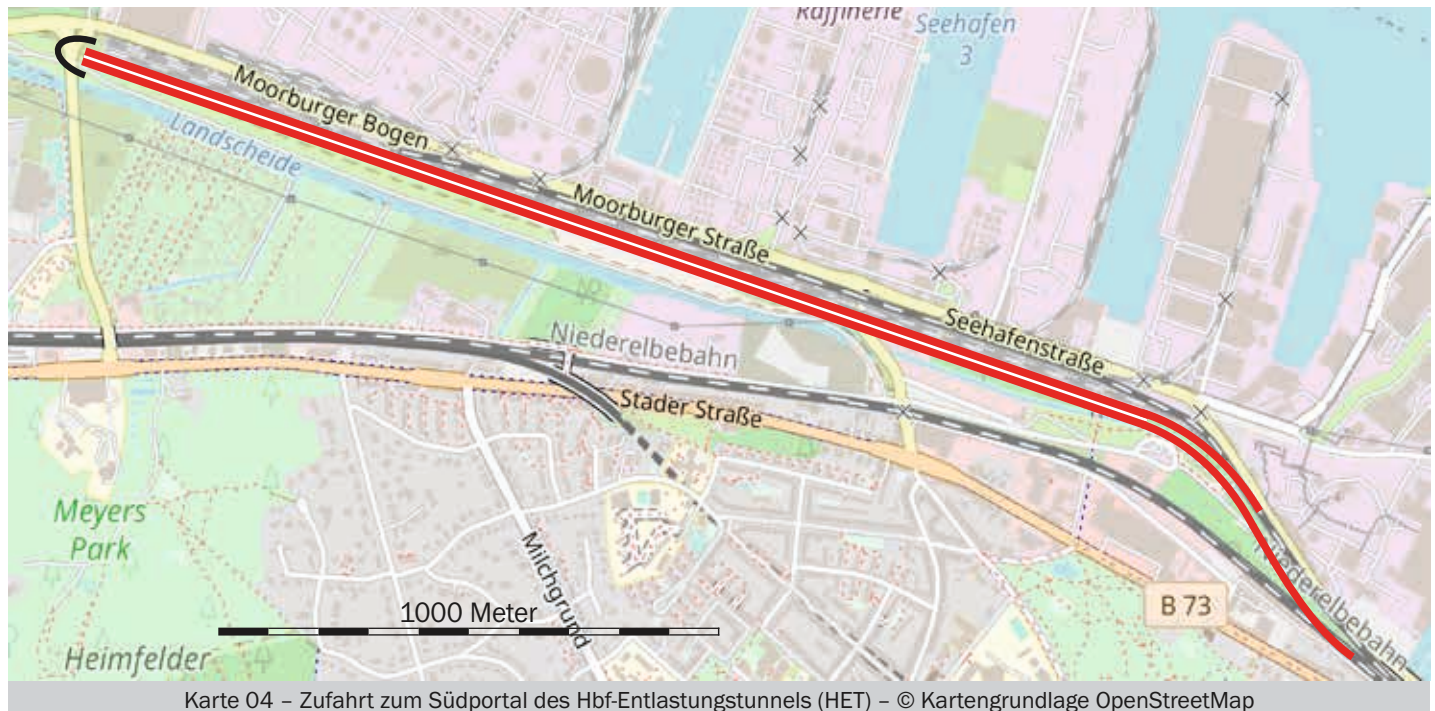 Raffinerie
Seehafen
3
Moorburger Bogen
Landscheide
Moorburger Straße
Seehafenstraße
Niederelbebahn
Stader Straße
Meyers
Park
Milchgrund
Niederelbebahn
B 73
1000 Meter
Heimfelder
Karte 04 – Zufahrt zum Südportal des Hbf-Entlastungstunnels (HET) – © Kartengrundlage OpenStreetMap